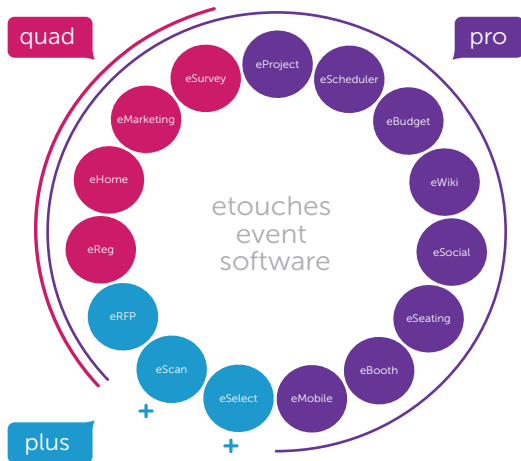 quad
pro
eProject
eScheduler
eBudget
eWiki
eSocial
eSeating
eBooth
eMobile
eSelect
eScan
eRFP
eReg
eHome
eMarketing
eSurvey
etouches
event
software
+
+
plus